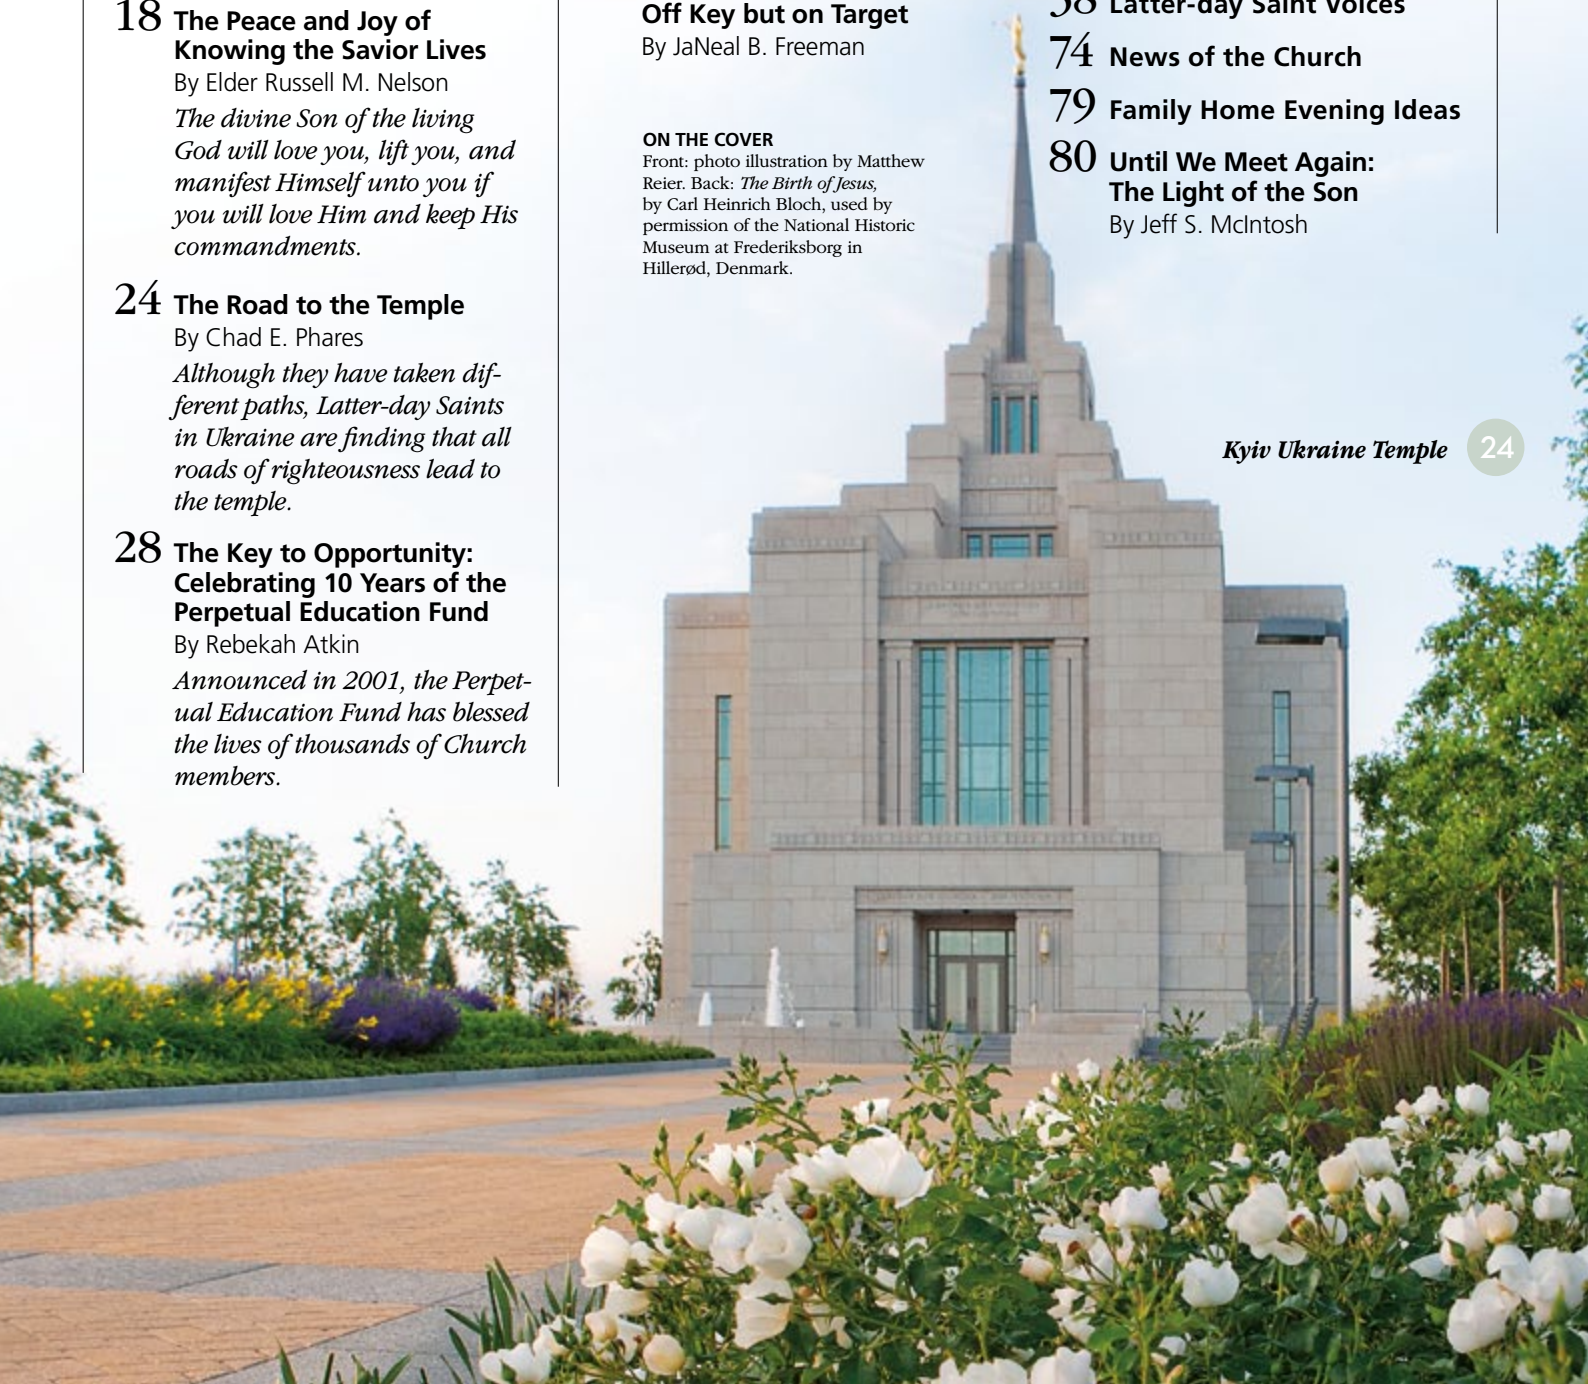 18 The Peace and Joy of
Knowing the Savior Lives
By Elder Russell M. Nelson
The divine Son of the living
God will love you, lift you, and
manifest Himself unto you if
you will love Him and keep His
commandments.
24 The Road to the Temple
By Chad E. Phares
Although they have taken dif-
ferent paths, Latter-day Saints
in Ukraine are finding that all
roads of righteousness lead to
the temple.
28 The Key to Opportunity:
Celebrating 10 Years of the
Perpetual Education Fund
By Rebekah Atkin
Announced in 2001, the Perpet-
ual Education Fund has blessed
the lives of thousands of Church
members.
Off Key but on Target
By JaNeal B. Freeman
ON THE COVER
Front: photo illustration by Matthew
Reier. Back: The Birth of Jesus,
by Carl Heinrich Bloch, used by
permission of the National Historic
Museum at Frederiksborg in
Hillerød, Denmark.
Latter-day Saint Voices
74 News of the Church
79 Family Home Evening Ideas
80 Until We Meet Again:
The Light of the Son
By Jeff S. McIntosh
Kyiv Ukraine Temple 24